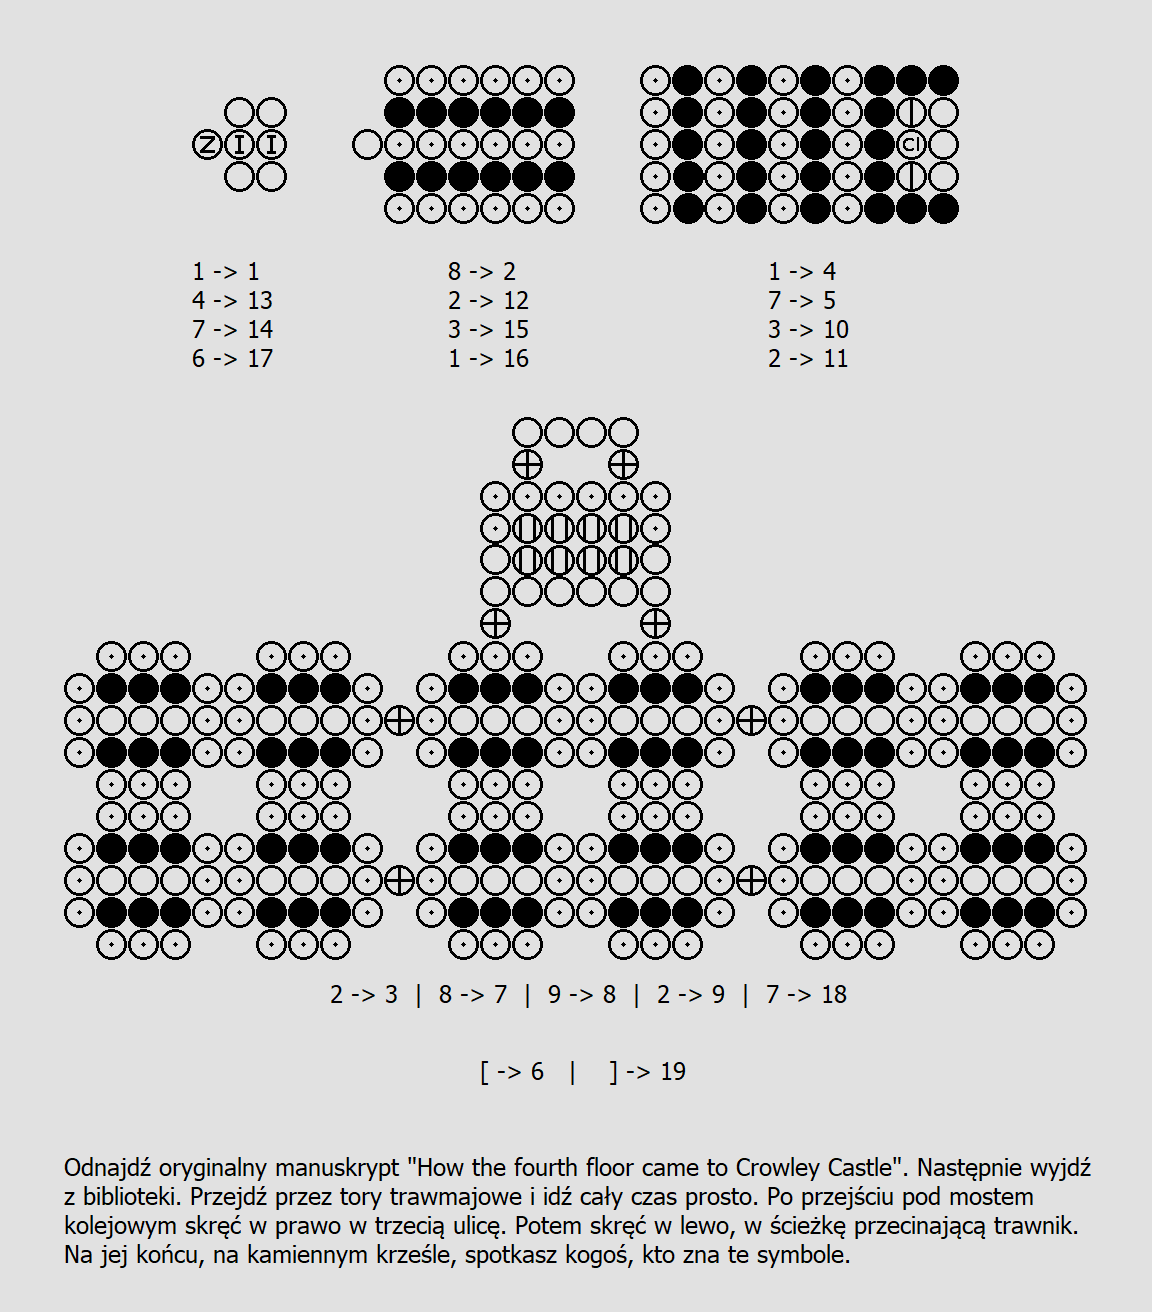 Z I I
Cl
1 -> 1
4 -> 13
7 -> 14
6 -> 17
8 -> 2
2 -> 12
3 -> 15
1 -> 16
1 -> 4
7 -> 5
3 -> 10
2 -> 11
2 -> 3 | 8 -> 7 | 9 -> 8 | 2 -> 9 | 7 -> 18
[ -> 6 | ] -> 19
Odnajdź oryginalny manuskrypt "How the fourth floor came to Crowley Castle". Następnie wyjdź
z biblioteki. Przejdź przez tory trawmajowe i idź cały czas prosto. Po przejściu pod mostem
kolejowym skręć w prawo w trzecią ulicę. Potem skręć w lewo, w ścieżkę przecinającą trawnik.
Na jej końcu, na kamiennym krześle, spotkasz kogoś, kto zna te symbole.